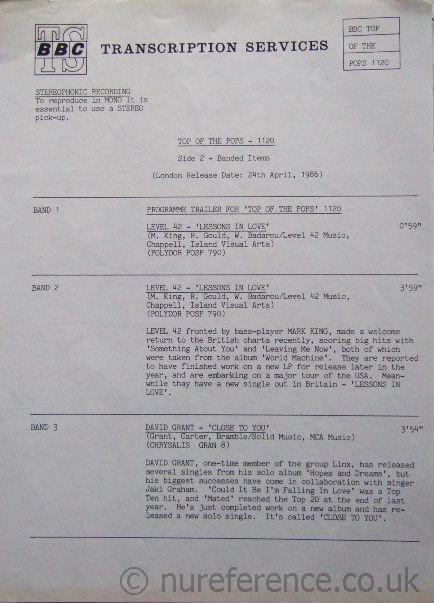 TS
BBC
TRANSCRIPTION SERVICES
BBC TOP
OF THE
POPS 1120
STEREOPHONIC RECORDING
To reproduce in MONO it is
essential to use a STEREO
pick-up.
TOP OF THE POPS - 1120
Side 2 - Banded Items
(London Release Date: 24th April, 1986)
BAND 1 PROGRAMME TRAILER FOR 'TOP OF THE POPS' 1120
LEVEL 42 - 'LESSONS IN LOVE' 0'59"
(M. King, R. Gould, W. Badarou/Level 42 Music,
Chappell, Island Visual Arts)
(POLYDOR POSP 790)
BAND 2 LEVEL 42 - 'LESSONS IN LOVE' 3'59"
(M. King, R. Gould, W. Badarou/Level 42 Music,
Chappell, Island Visual Arts)
(POLYDOR POSP 790)
LEVEL 42 fronted by bass-player MARK KING, made a welcome
return to the British charts recently, scoring big hits with
'Something About You' and 'Leaving Me Now', both of which
were taken from the album 'World Machine'. They are reported
to have finished work on a new LP for release later in the
year, and are embarking on a major tour of the USA. Mean-
while thay have a new single out in Britain - 'LESSONS IN
LOVE'.
BAND 3 DAVID GRANT - 'CLOSE TO YOU' 3'54"
(Grant, Carter, Bramble/Solid Music, MCA Music)
(CHRYSALIS GRAN 8)
DAVID GRANT, one-time member of the group Linx, has released
several singles from his solo album 'Hopes and Dreams', but
his biggest successes have come in collaboration with singer
Jaki Graham. 'Could It Be I'm Falling In Love' was a Top
Ten hit, and 'Mated' reached the Top 20 at the end of last
year. He's just completed work on a new album and has re-
leased a new solo single. It's called 'CLOSE TO YOU'.
© nureference.co.uk